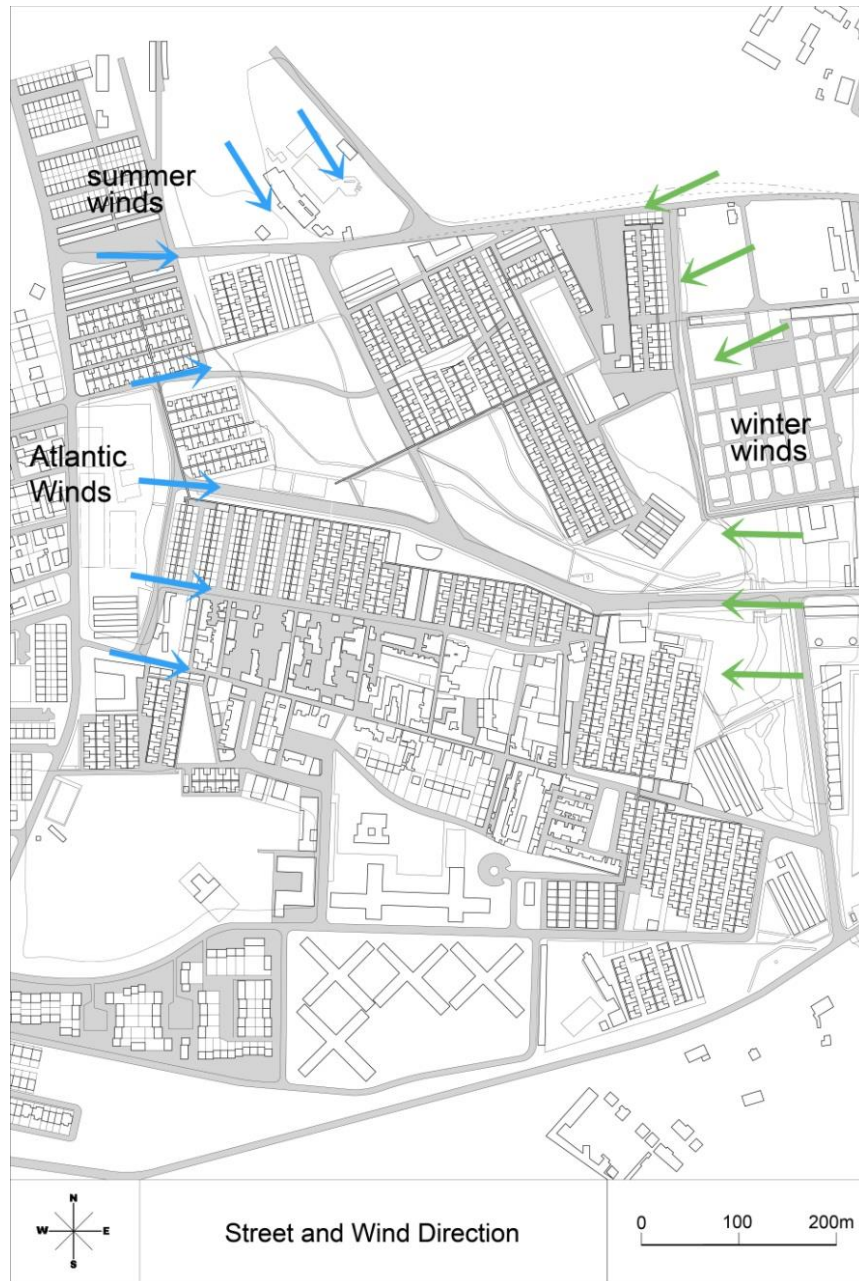 summer
winds
Atlantic
Winds
winter
winds
N
W E
S
Street and Wind Direction
0 100 200m